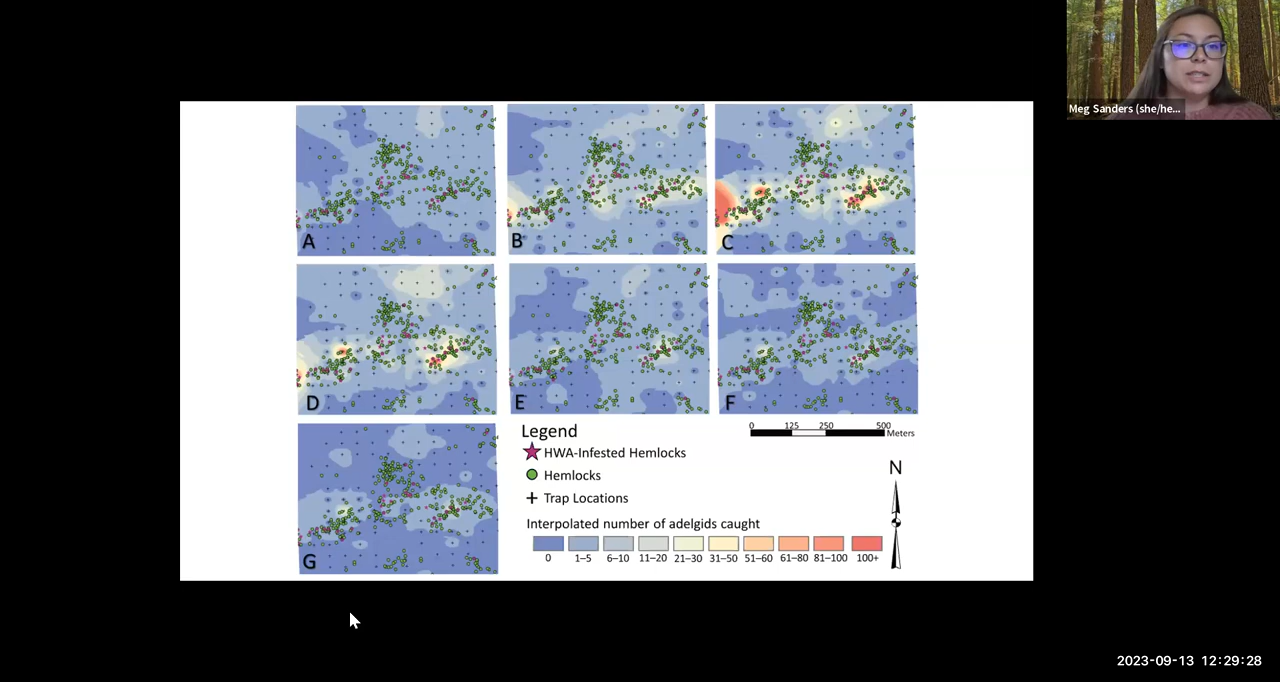 Meg Sanders (she/he...
A
B
C
D
E
F
G
Legend
HWA-Infested Hemlocks
Hemlocks
Trap Locations
Interpolated number of adelgids caught
0 1–5 6–10 11–20 21–30 31–50 51–60 61–80 81–100 100+
0 125 250 500
Meters
N
2023-09-13 12:29:28